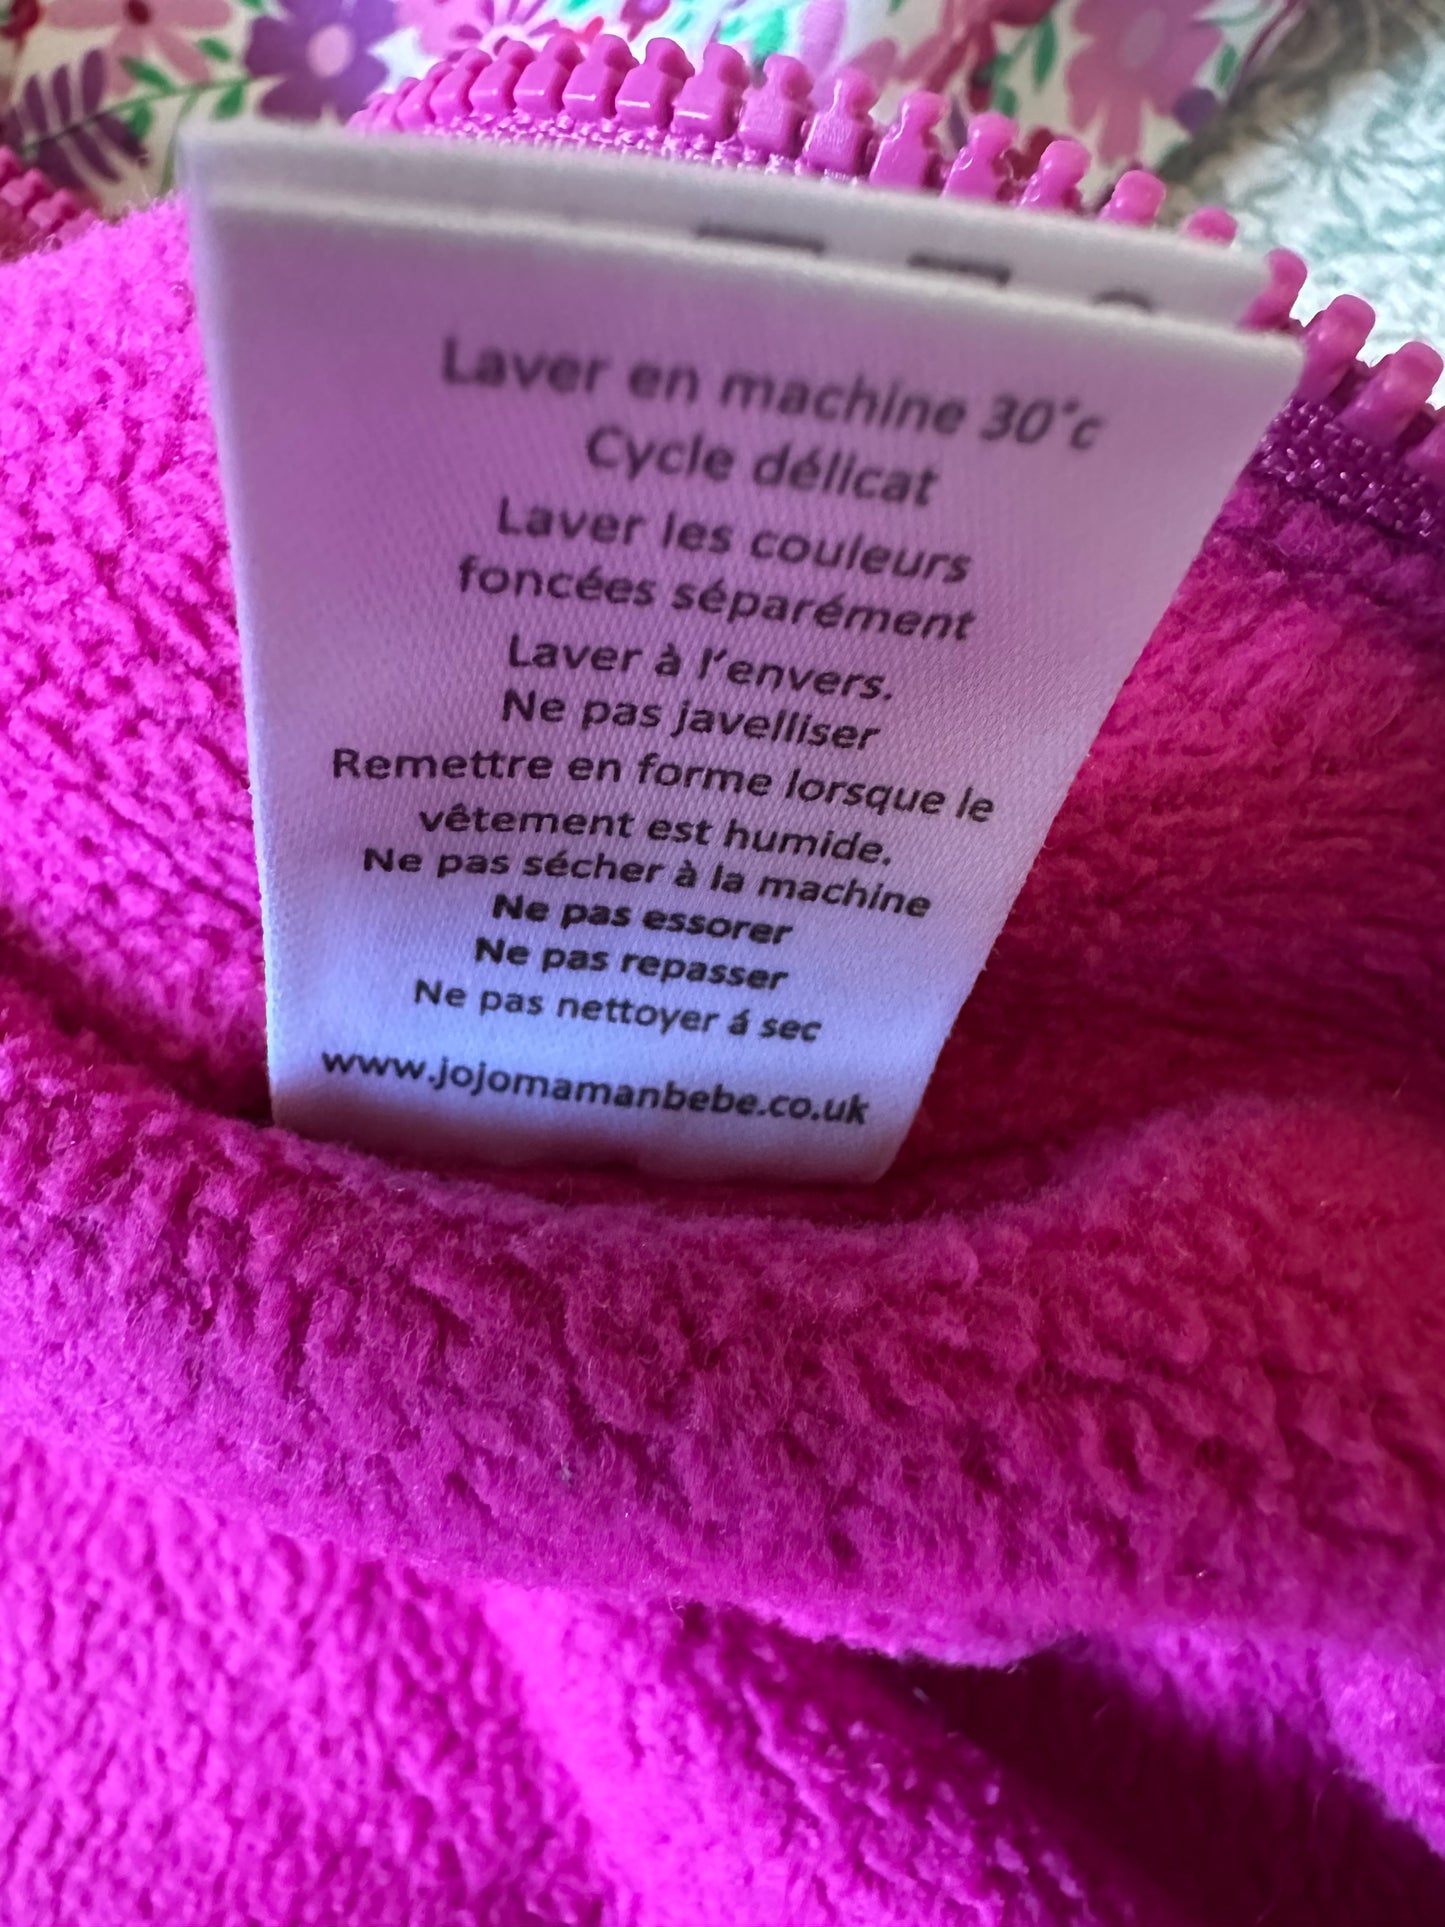 Laver en machine 30°c
Cycle délicat
Laver les couleurs
foncées séparément
Laver à l'envers.
Ne pas javelliser
Remettre en forme lorsque le
vêtement est humide.
Ne pas sécher à la machine
Ne pas essorer
Ne pas repasser
Ne pas nettoyer á sec
www.jojomamanbebe.co.uk